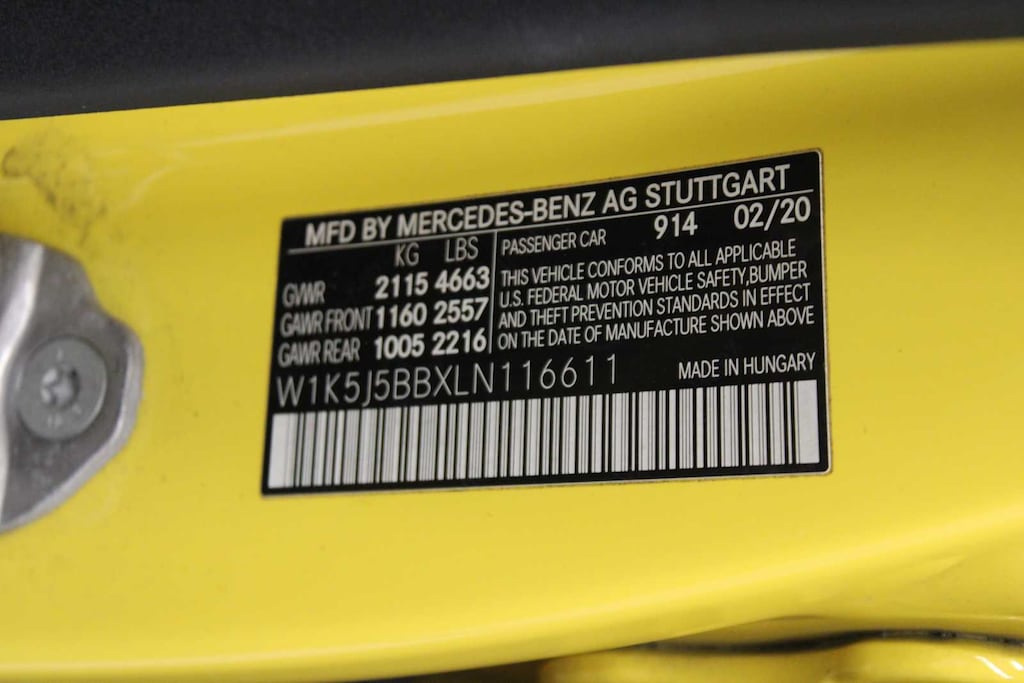 MFD BY MERCEDES-BENZ AG STUTTGART
KG LBS
GVWR 2115 4663
GAWR FRONT 1160 2557
GAWR REAR 1005 2216
PASSENGER CAR 914 02/20
THIS VEHICLE CONFORMS TO ALL APPLICABLE
U.S. FEDERAL MOTOR VEHICLE SAFETY,BUMPER
AND THEFT PREVENTION STANDARDS IN EFFECT
ON THE DATE OF MANUFACTURE SHOWN ABOVE
W1K5J5BBXLN116611
MADE IN HUNGARY